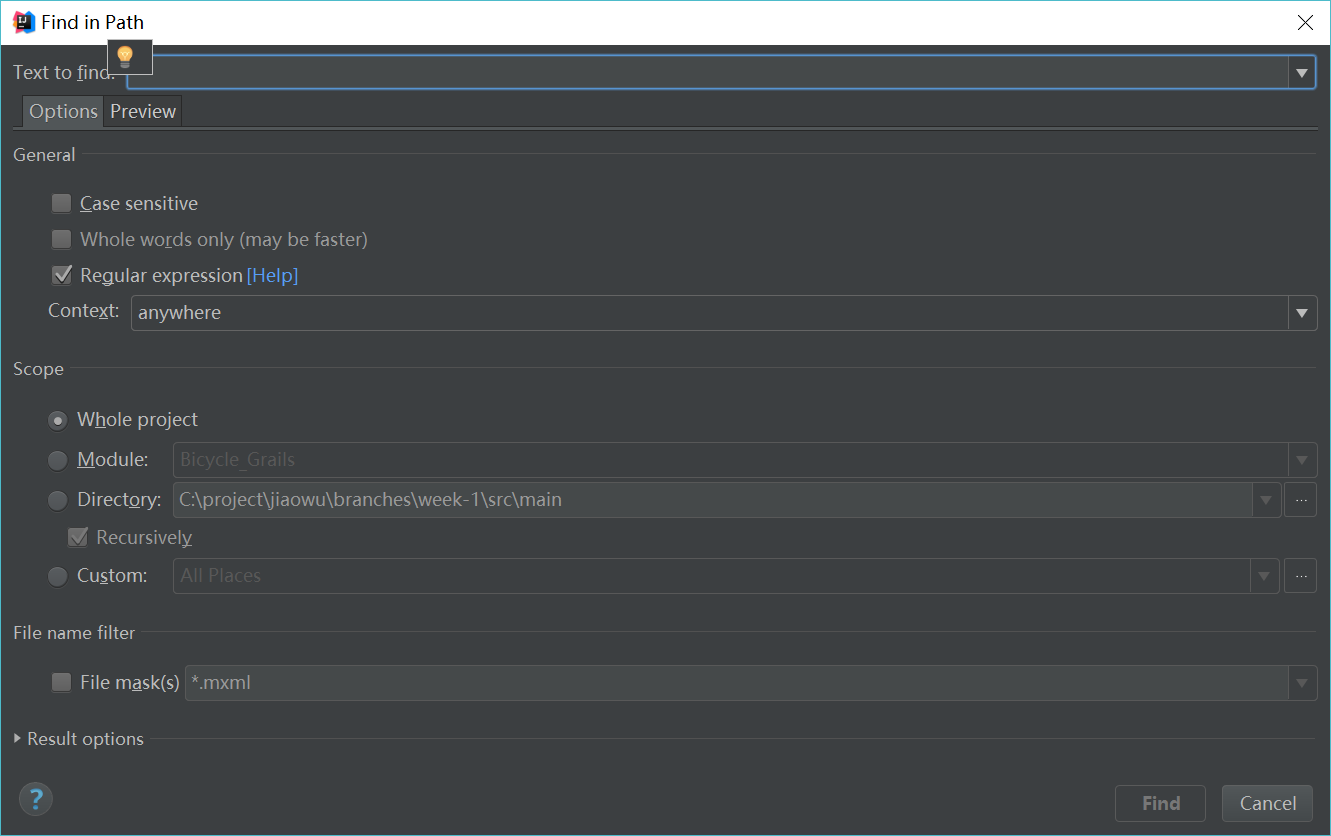 Find in Path
Text to find:
Options Preview
General
Case sensitive
Whole words only (may be faster)
Regular expression [Help]
Context: anywhere
Scope
Whole project
Module: Bicycle_Grails
Directory: C:\project\jiaowu\branches\week-1\src\main ...
Recursively
Custom: All Places ...
File name filter
File mask(s) *.mxml
Result options
? Find Cancel